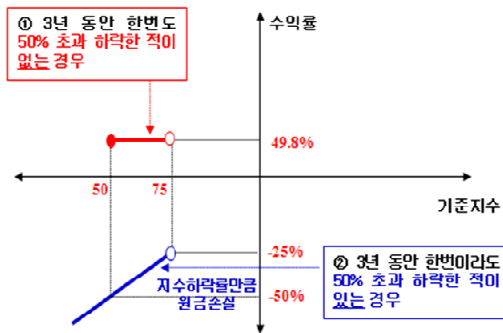 ① 3년 동안 한번도
50% 초과 하락한 적이
없는 경우
수익률
49.8%
50
75
기준지수
-25%
② 3년 동안 한번이라도
50% 초과 하락한 적이
있는 경우
지수하락률만큼
원금손실
-50%